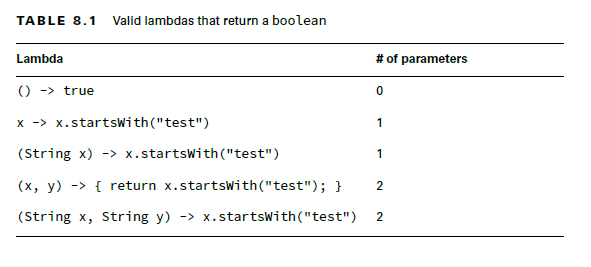 TABLE 8.1 Valid lambdas that return a boolean
Lambda # of parameters
() -> true 0
x -> x.startsWith("test") 1
(String x) -> x.startsWith("test") 1
(x, y) -> { return x.startsWith("test"); } 2
(String x, String y) -> x.startsWith("test") 2